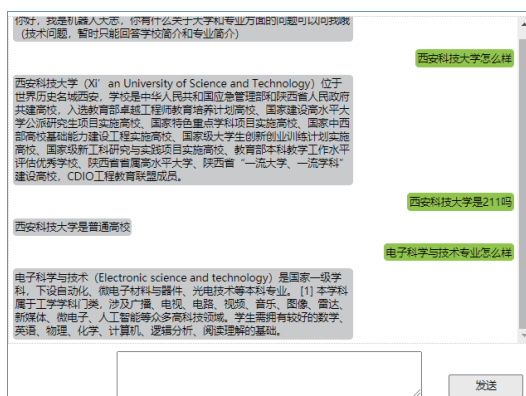 你好，我是机器人大志，你有什么关于大学和专业方面的问题可以问我哦
（技术问题，暂时只能回答学校简介和专业简介）
西安科技大学怎么样
西安科技大学（Xi’an University of Science and Technology）位于
世界历史名城西安，学校是中华人民共和国应急管理部和陕西省人民政府
共建高校，入选教育部卓越工程师教育培养计划高校、国家建设高水平大
学公派研究生项目实施高校、国家特色重点学科项目实施高校、国家中西
部高校基础能力建设工程实施高校、国家级大学生创新创业训练计划实施
高校、国家级新工科研究与实践项目实施高校、教育部本科教学工作水平
评估优秀学校、陕西省省属高水平大学、陕西省“一流大学、一流学科”
建设高校，CDIO工程教育联盟成员。
西安科技大学是211吗
西安科技大学是普通高校
电子科学与技术专业怎么样
电子科学与技术（Electronic science and technology）是国家一级学
科，下设自动化、微电子材料与器件、光电技术等本科专业。 [1] 本学科
属于工学学科门类，涉及广播、电视、电路、视频、音乐、图像、雷达、
新媒体、微电子、人工智能等众多高科技领域。学生需拥有较好的数学、
英语、物理、化学、计算机、逻辑分析、阅读理解的基础。
发送